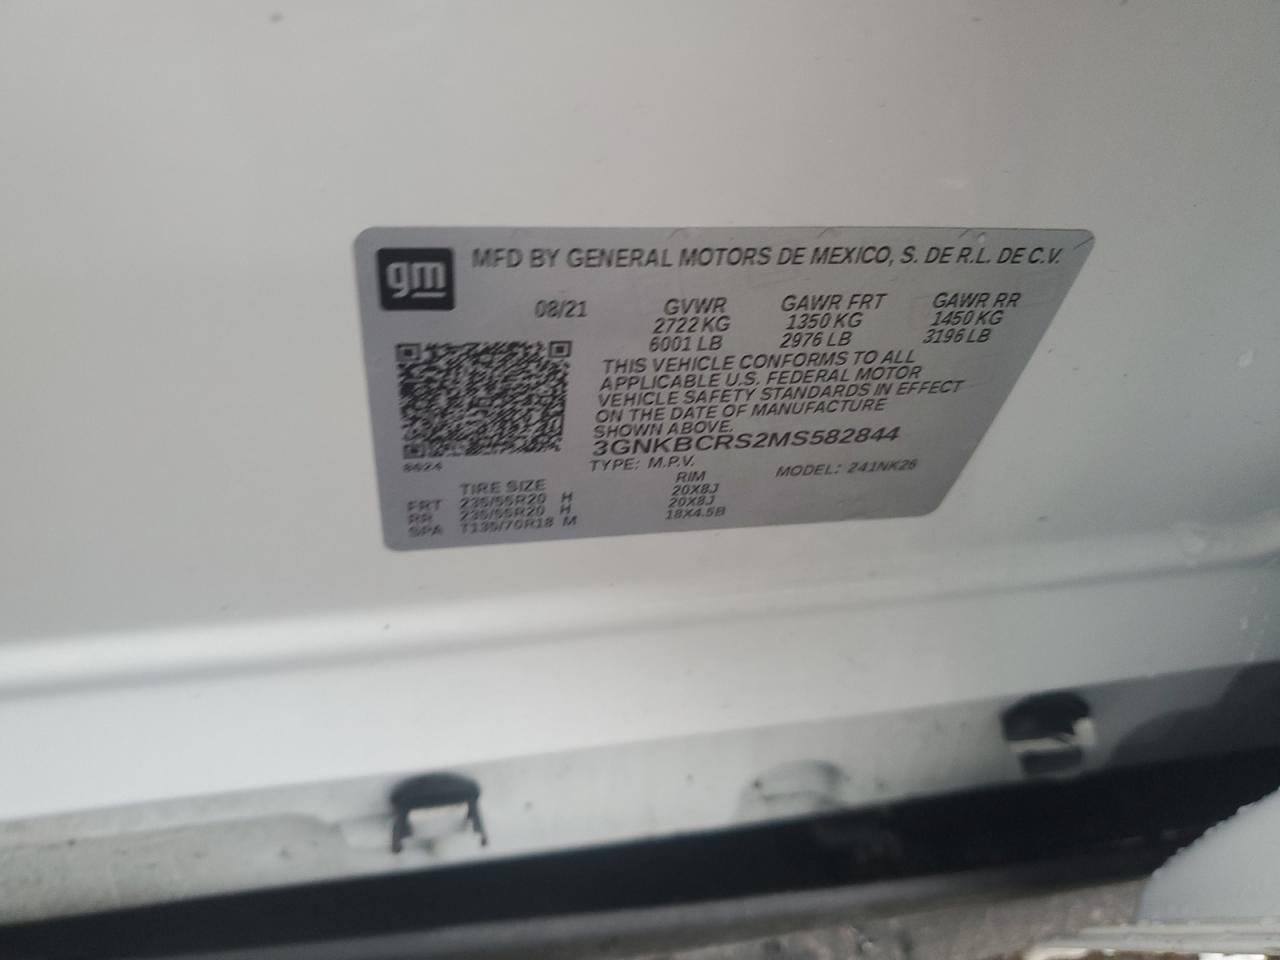 gm
MFD BY GENERAL MOTORS DE MEXICO, S. DE R.L. DE C.V.
08/21 GVWR GAWR FRT GAWR RR
2722 KG 1350 KG 1450 KG
6001 LB 2976 LB 3196 LB
THIS VEHICLE CONFORMS TO ALL
APPLICABLE U.S. FEDERAL MOTOR
VEHICLE SAFETY STANDARDS IN EFFECT
ON THE DATE OF MANUFACTURE
SHOWN ABOVE.
3GNKBCRS2MS582844
TYPE: M.P.V. MODEL: 241NK26
8624
TIRE SIZE RIM
FRT 235/55R20 H 20X8J
RR 235/55R20 H 20X8J
SPA T135/70R18 M 18X4.5B